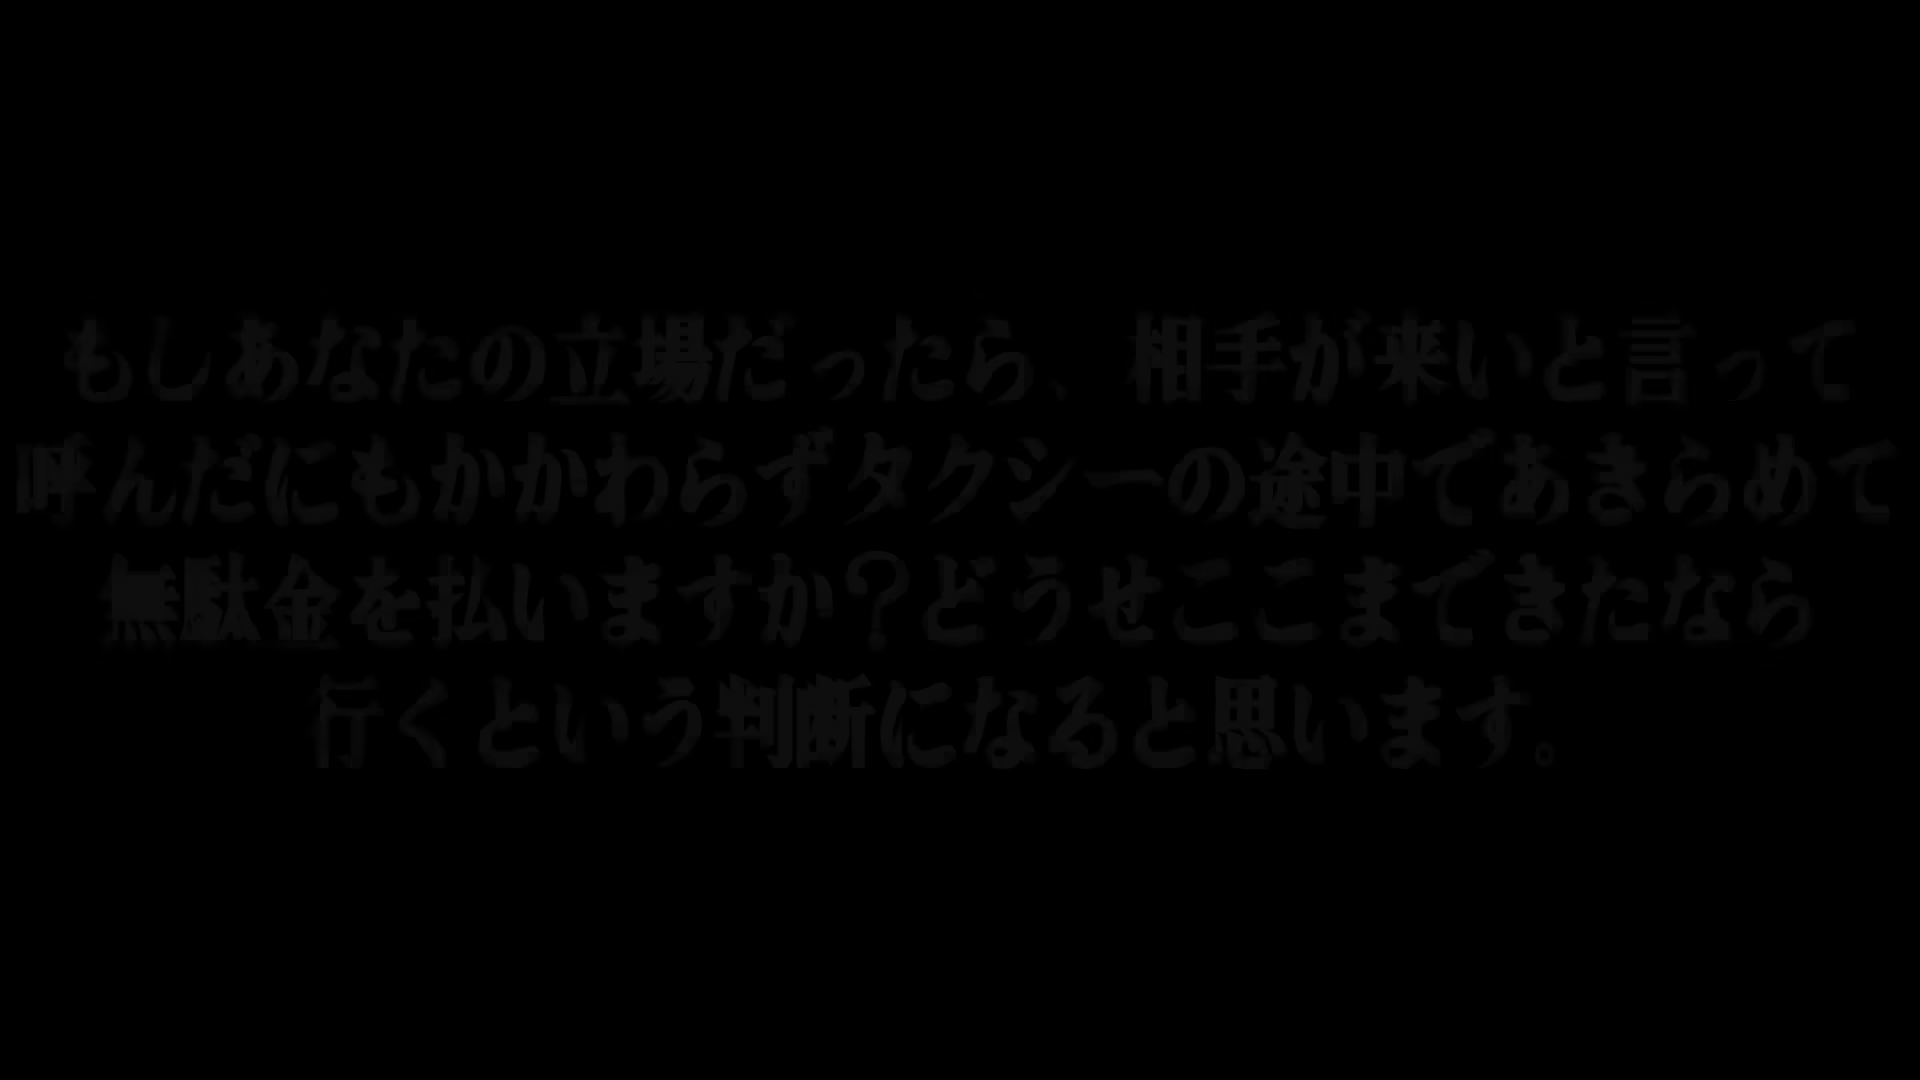 もしあなたの立場だったら、相手が来いと言って
呼んだにもかかわらずタクシーの途中であきらめて
無駄金を払いますか？どうせここまできたなら
行くという判断になると思います。